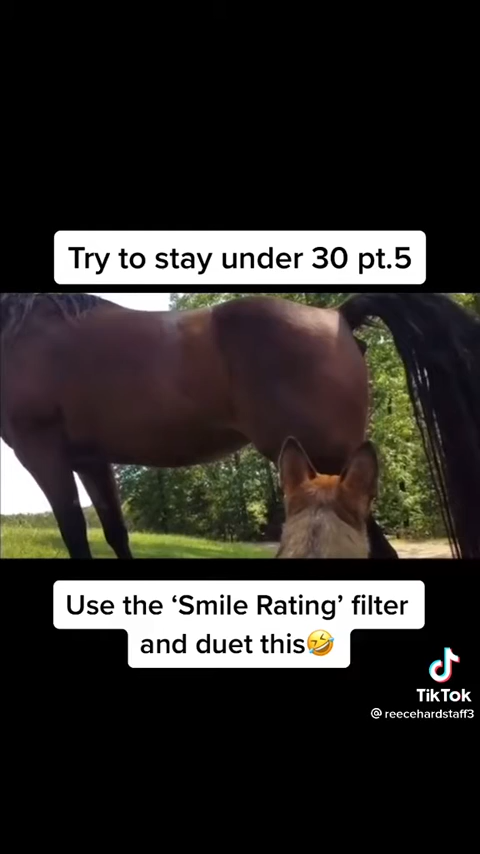 Try to stay under 30 pt.5
Use the ‘Smile Rating’ filter
and duet this🤣
TikTok
@reecehardstaff3